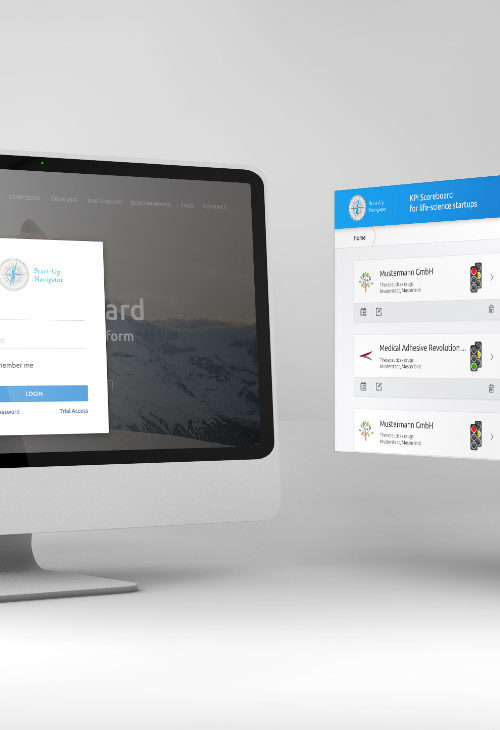 STARTSEITE ÜBER UNS EINFÜHRUNG BENCHMARKING FAQS KONTAKT
ard
form
Start-Up
Navigator
member me
LOGIN
assword Trial Access
Start-Up
Navigator
KPI Scoreboard
for life-science startups
Home
Mustermann GmbH
Therapeutics / drugs
Musterstadt, Musterland
Medical Adhesive Revolution ...
Therapeutics / drugs
Musterstadt, Musterland
Mustermann GmbH
Therapeutics / drugs
Musterstadt, Musterland